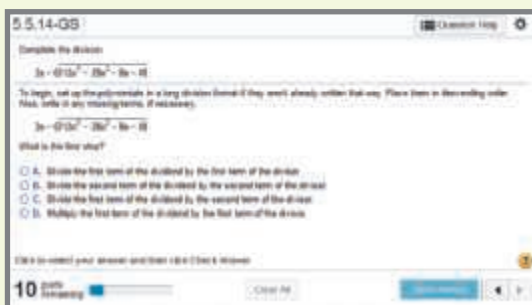 5.5.14-GS
Question Help
Complete the division.
To begin, set up the polynomials in a long division format if they aren't already written that way. Place them in descending order.
Next, write in any missing terms, if necessary.
What is the first step?
A. Divide the first term of the dividend by the first term of the divisor.
B. Divide the second term of the dividend by the second term of the divisor.
C. Divide the first term of the dividend by the second term of the divisor.
D. Multiply the first term of the dividend by the first term of the divisor.
Click to select your answer and then click Check Answer.
10 parts
remaining
Clear All